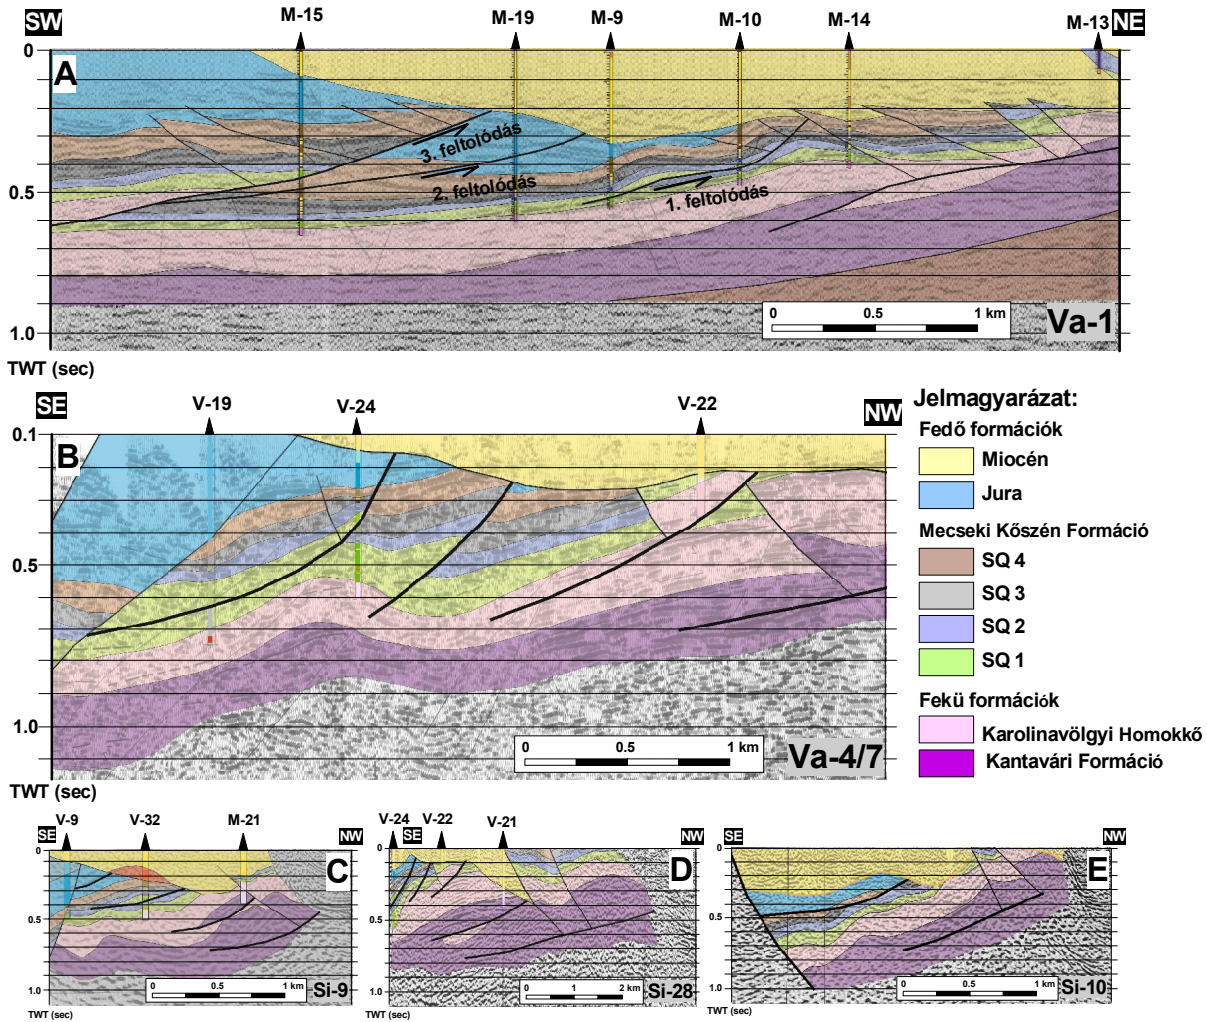 SW M-15 M-19 M-9 M-10 M-14 M-13 NE
0
A
3. feltolódás
2. feltolódás
1. feltolódás
0.5
0 0.5 1 km
1.0
Va-1
TWT (sec)
SE V-19 V-24 V-22 NW
0.1
B
0.5
1.0
0 0.5 1 km
Va-4/7
TWT (sec)
Jelmagyarázat:
Fedő formációk
Miocén
Jura
Mecseki Kőszén Formáció
SQ 4
SQ 3
SQ 2
SQ 1
Fekü formációk
Karolinavölgyi Homokkő
Kantavári Formáció
V-9 V-32 M-21
SE NW
0
C
0.5
1.0
0 0.5 1 km
Si-9
TWT (sec)
V-24 SE V-22 V-21 NW
0
D
0.5
1.0
0 1 2 km
Si-28
TWT (sec)
SE NW
0
E
0.5
1.0
0 0.5 1 km
Si-10
TWT (sec)